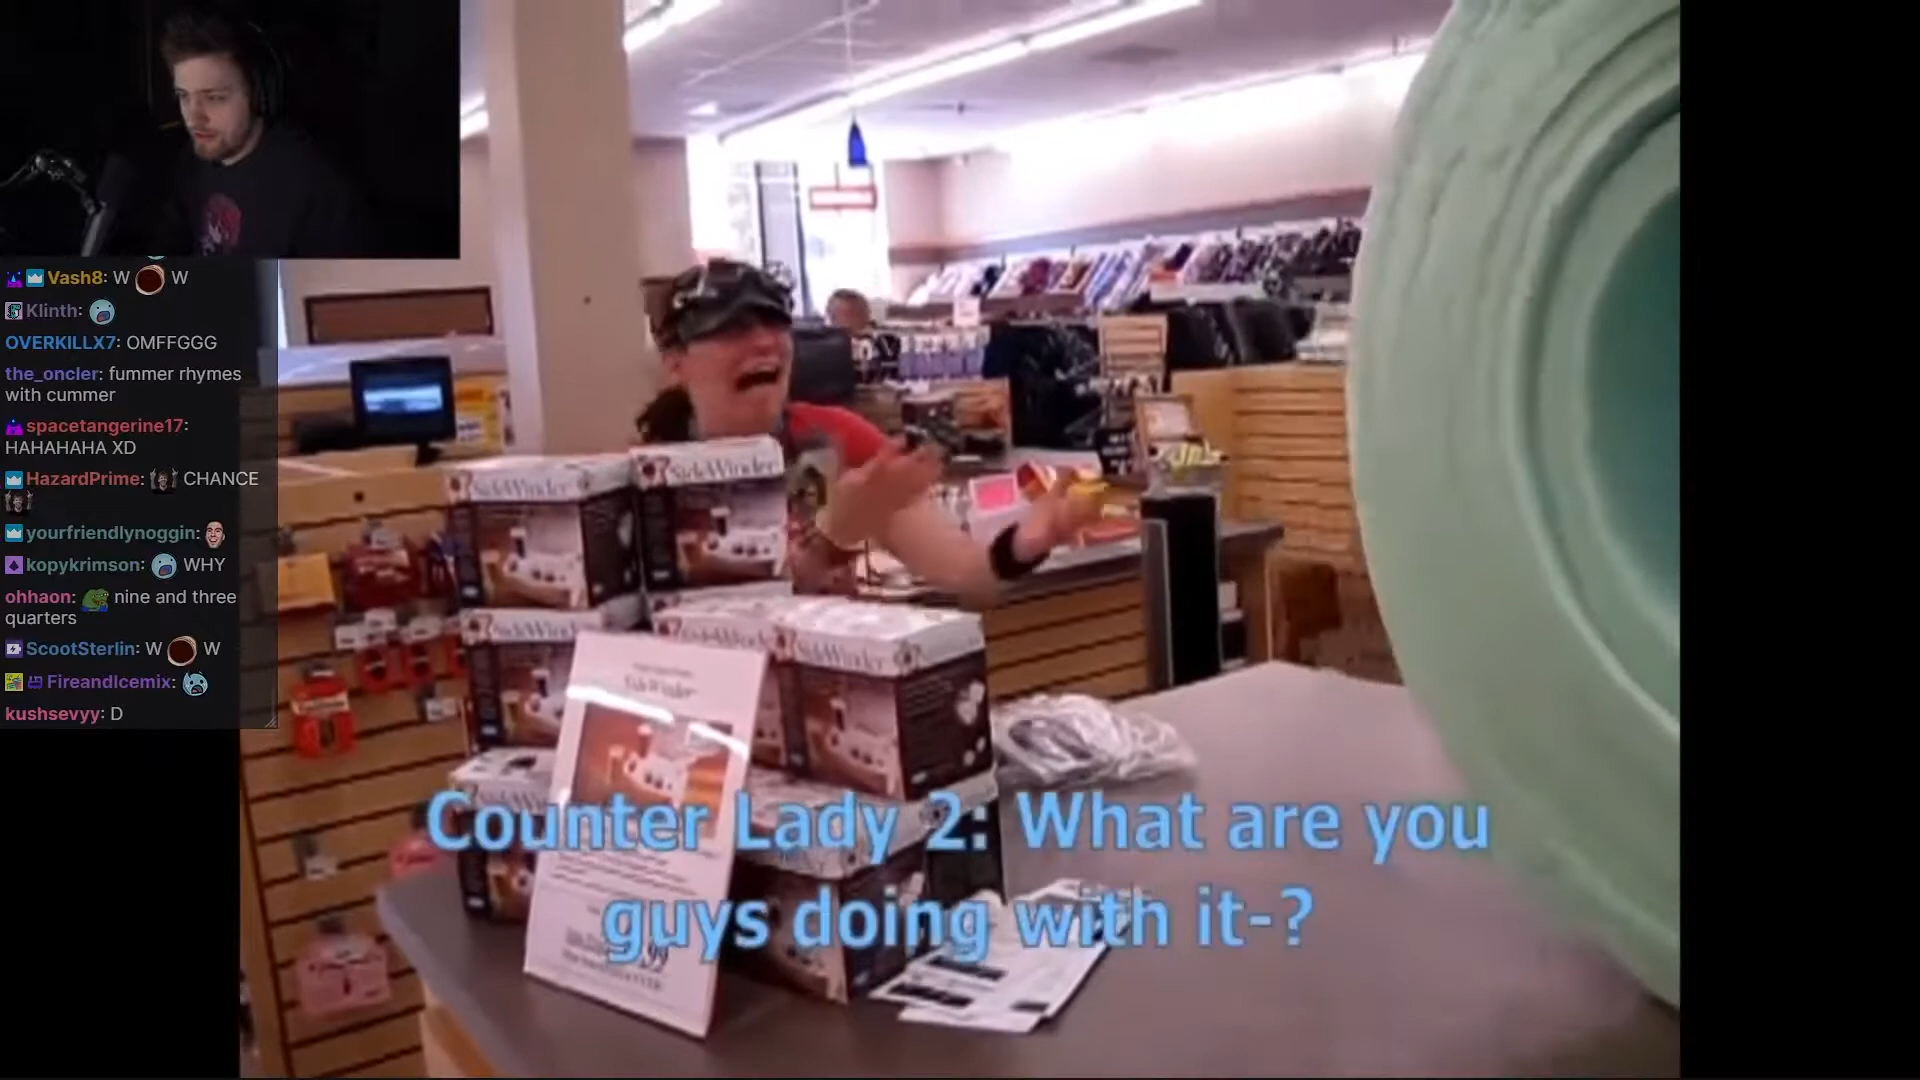 Vash8: W W
Klinth:
OVERKILLX7: OMFFGGG
the_oncler: fummer rhymes
with cummer
spacetangerine17:
HAHAHAHA XD
HazardPrime: CHANCE
yourfriendlynoggin:
kopykrimson: WHY
ohhaon: nine and three
quarters
ScootSterlin: W W
FireandIcemix:
kushsevyy: D
SideWinder
SideWinder
SideWinder
SideWinder
SideWinder
SideWinder
Counter Lady 2: What are you
guys doing with it-?